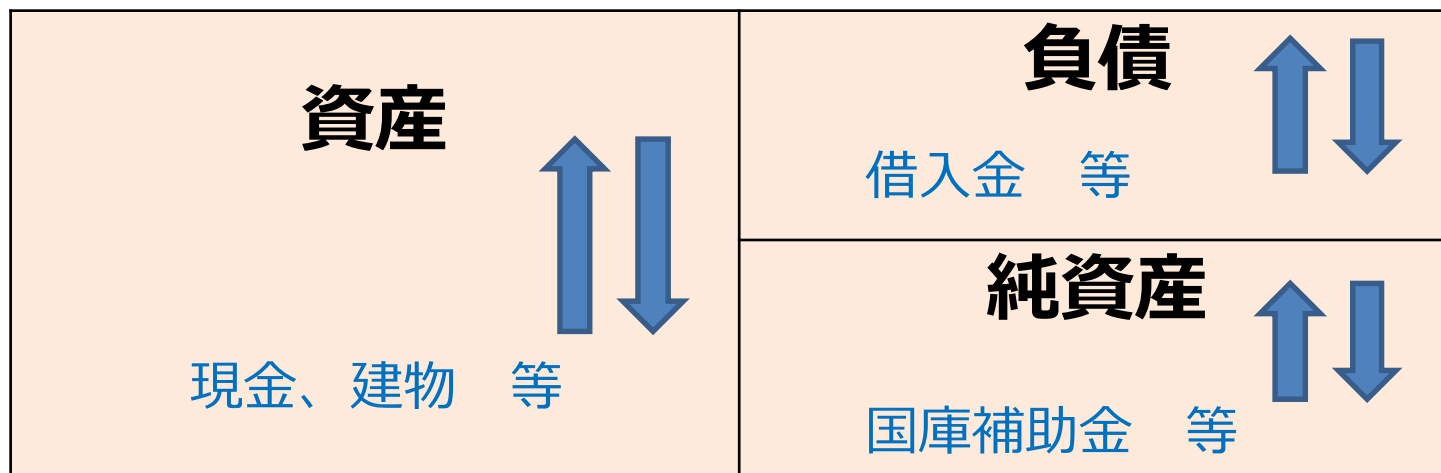 資産
現金、建物　等
負債
借入金　等
純資産
国庫補助金　等